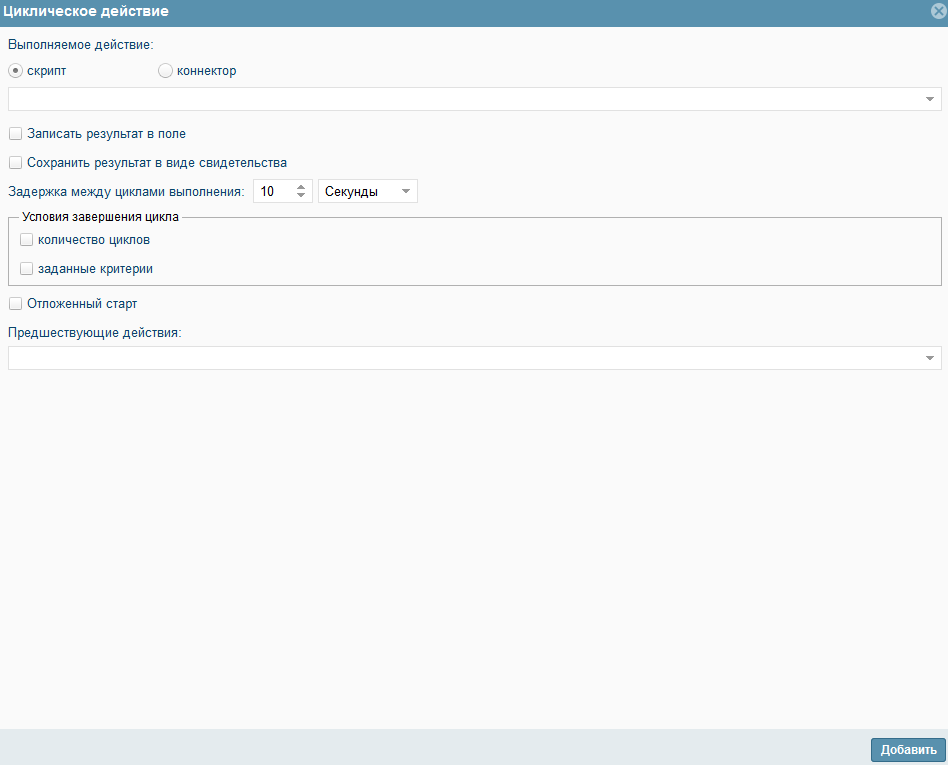 Циклическое действие
Выполняемое действие:
скрипт коннектор
Записать результат в поле
Сохранить результат в виде свидетельства
Задержка между циклами выполнения: 10 Секунды
Условия завершения цикла
количество циклов
заданные критерии
Отложенный старт
Предшествующие действия:
Добавить